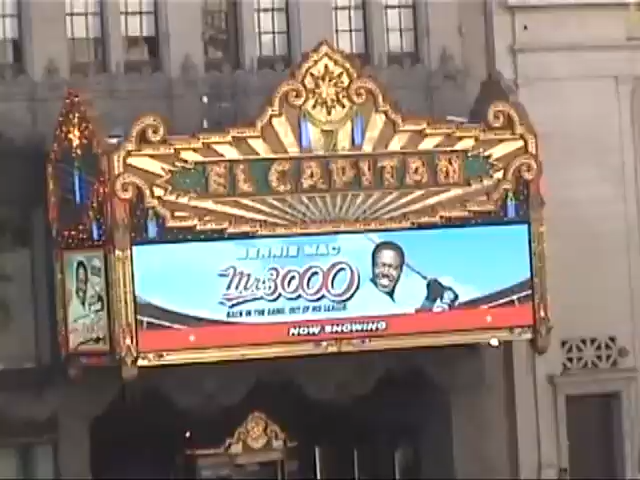 EL CAPITAN
BERNIE MAC
Mr.3000
BACK IN THE GAME. OUT OF HIS LEAGUE.
NOW SHOWING